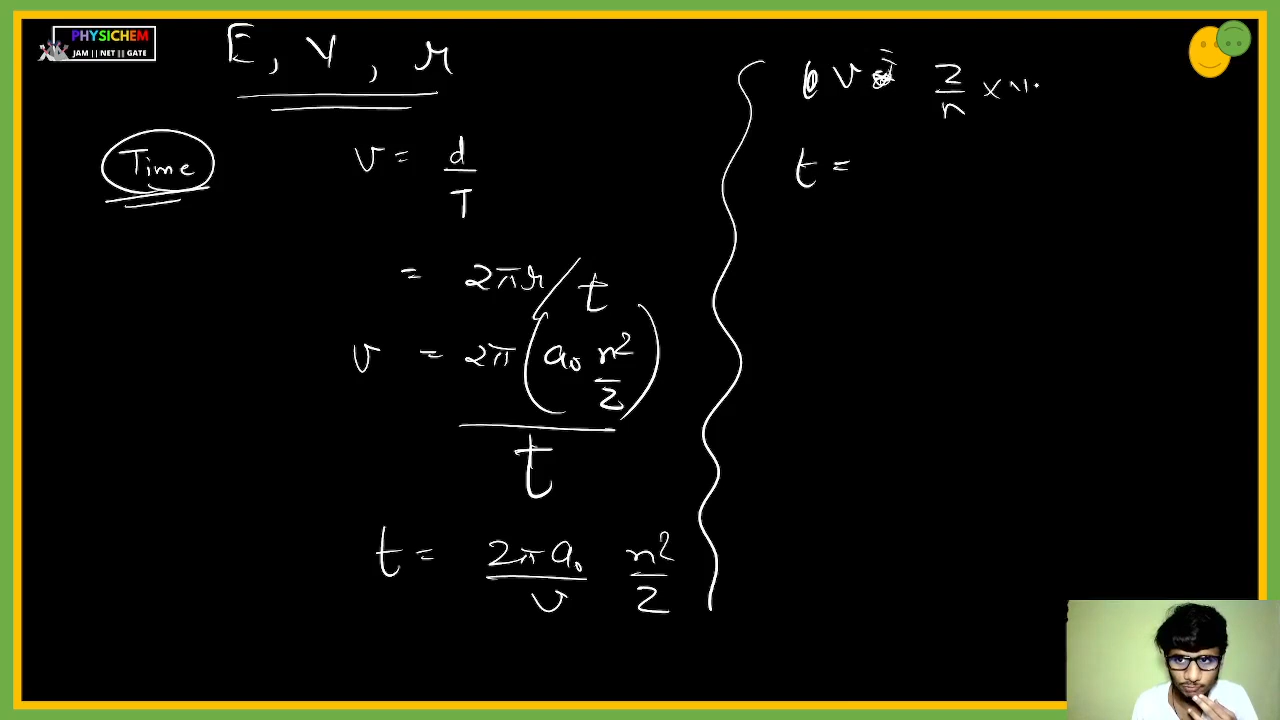 PHYSICHEM
JAM || NET || GATE
E, V, r
Time
v = d/T
= 2πr/t
v = 2π (a₀ n²/Z) / t
t = 2πa₀/v n²/Z
v Z/n ×
t =